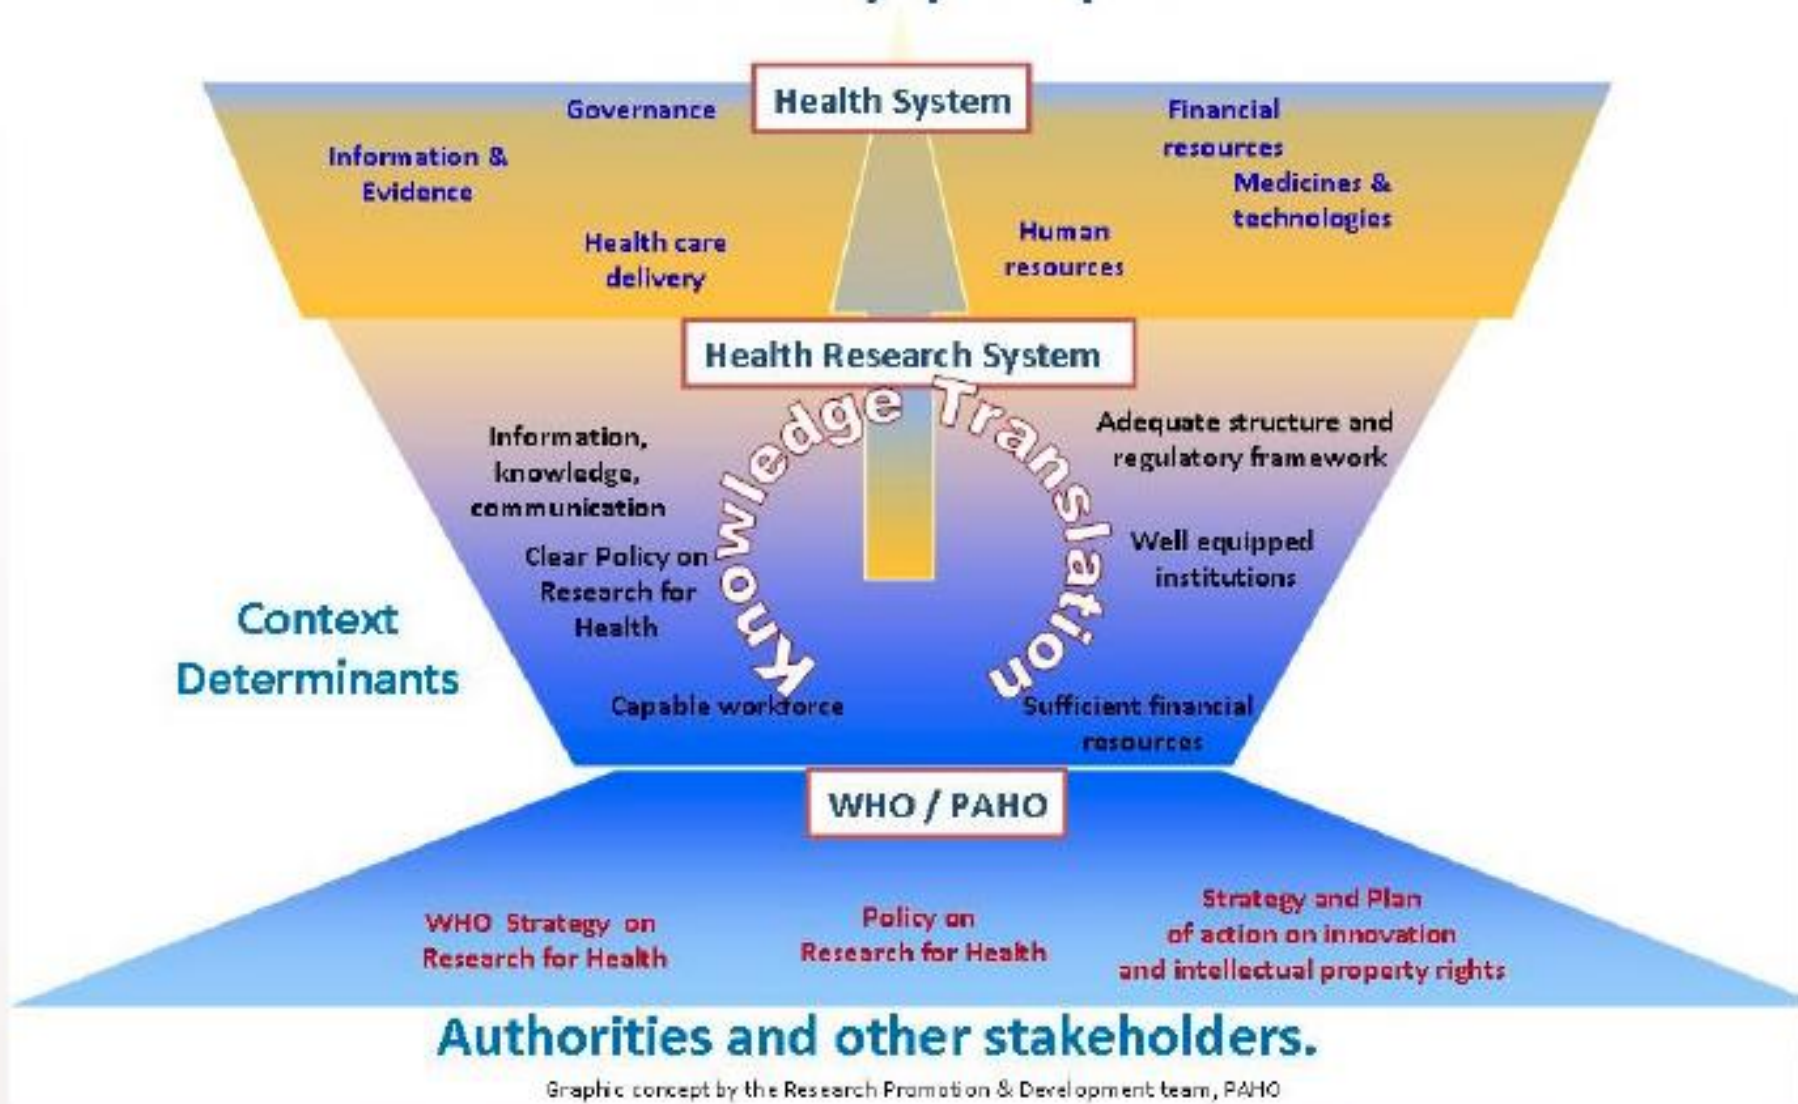 Health System
Governance
Financial
resources
Information &
Evidence
Medicines &
technologies
Health care
delivery
Human
resources
Health Research System
Knowledge Translation
Information,
knowledge,
communication
Adequate structure and
regulatory framework
Clear Policy on
Research for
Health
Well equipped
institutions
Context
Determinants
Capable workforce
Sufficient financial
resources
WHO / PAHO
WHO Strategy on
Research for Health
Policy on
Research for Health
Strategy and Plan
of action on innovation
and intellectual property rights
Authorities and other stakeholders.
Graphic concept by the Research Promotion & Development team, PAHO